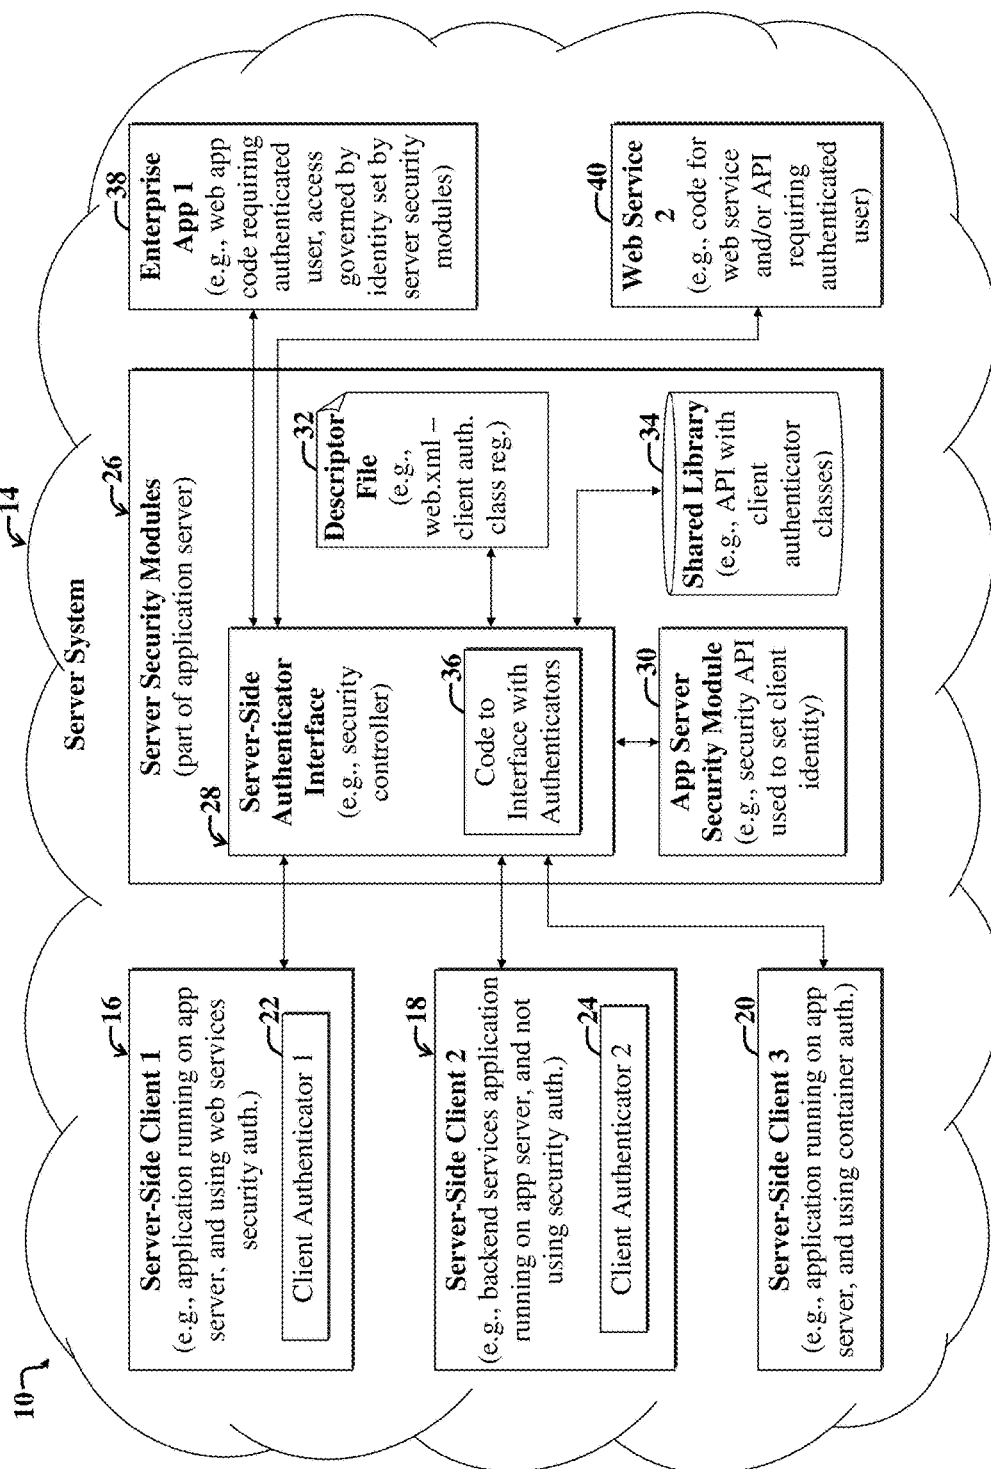 10
14
Server System
16
Server-Side Client 1
(e.g., application running on app
server, and using web services
security auth.)
22
Client Authenticator 1
18
Server-Side Client 2
(e.g., backend services application
running on app server, and not
using security auth.)
24
Client Authenticator 2
20
Server-Side Client 3
(e.g., application running on app
server, and using container auth.)
26
Server Security Modules
(part of application server)
28
Server-Side
Authenticator
Interface
(e.g., security
controller)
36
Code to
Interface with
Authenticators
30
App Server
Security Module
(e.g., security API
used to set client
identity)
32
Descriptor
File
(e.g.,
web.xml –
client auth.
class reg.)
34
Shared Library
(e.g., API with
client
authenticator
classes)
38
Enterprise
App 1
(e.g., web app
code requiring
authenticated
user, access
governed by
identity set by
server security
modules)
40
Web Service
2
(e.g., code for
web service
and/or API
requiring
authenticated
user)